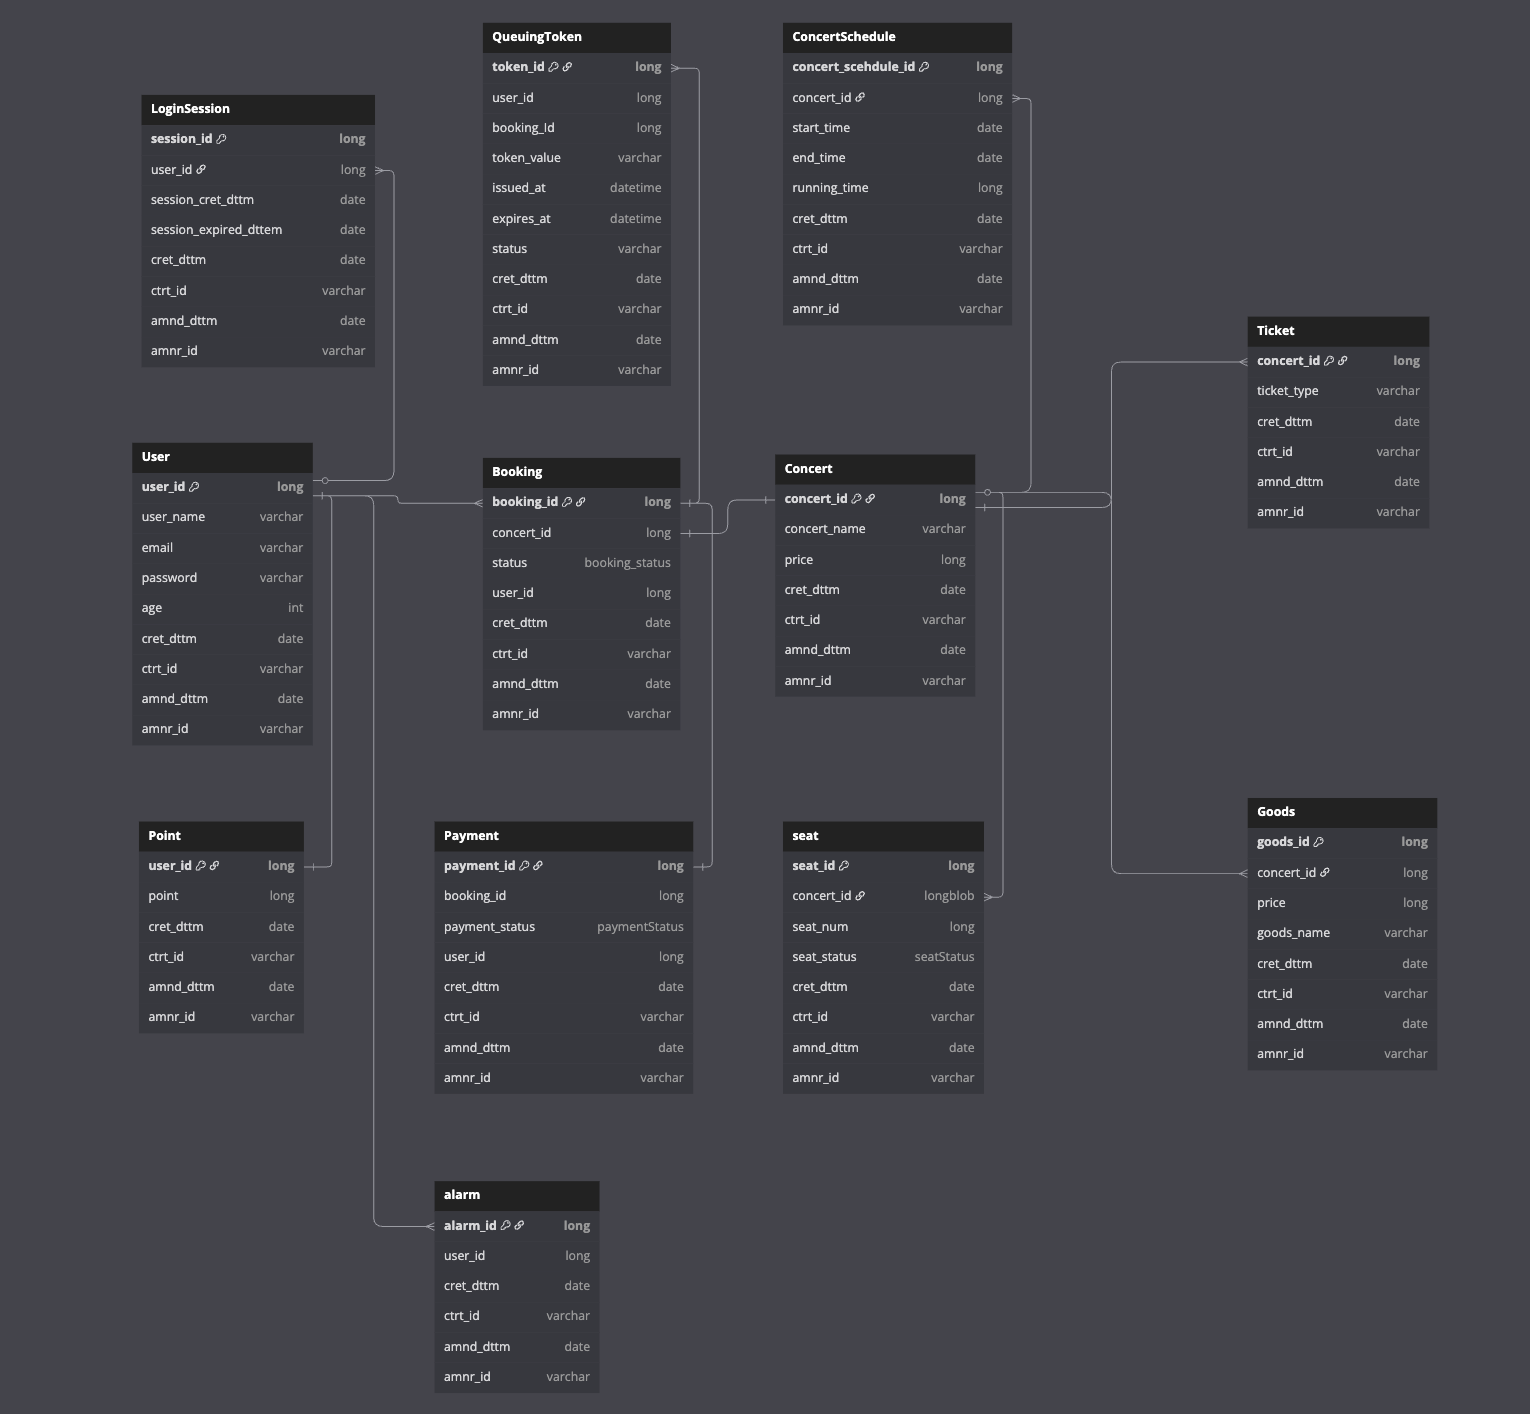 QueuingToken
token_id long
user_id long
booking_Id long
token_value varchar
issued_at datetime
expires_at datetime
status varchar
cret_dttm date
ctrt_id varchar
amnd_dttm date
amnr_id varchar
ConcertSchedule
concert_scehdule_id long
concert_id long
start_time date
end_time date
running_time long
cret_dttm date
ctrt_id varchar
amnd_dttm date
amnr_id varchar
LoginSession
session_id long
user_id long
session_cret_dttm date
session_expired_dttem date
cret_dttm date
ctrt_id varchar
amnd_dttm date
amnr_id varchar
Ticket
concert_id long
ticket_type varchar
cret_dttm date
ctrt_id varchar
amnd_dttm date
amnr_id varchar
User
user_id long
user_name varchar
email varchar
password varchar
age int
cret_dttm date
ctrt_id varchar
amnd_dttm date
amnr_id varchar
Booking
booking_id long
concert_id long
status booking_status
user_id long
cret_dttm date
ctrt_id varchar
amnd_dttm date
amnr_id varchar
Concert
concert_id long
concert_name varchar
price long
cret_dttm date
ctrt_id varchar
amnd_dttm date
amnr_id varchar
Goods
goods_id long
concert_id long
price long
goods_name varchar
cret_dttm date
ctrt_id varchar
amnd_dttm date
amnr_id varchar
Point
user_id long
point long
cret_dttm date
ctrt_id varchar
amnd_dttm date
amnr_id varchar
Payment
payment_id long
booking_id long
payment_status paymentStatus
user_id long
cret_dttm date
ctrt_id varchar
amnd_dttm date
amnr_id varchar
seat
seat_id long
concert_id longblob
seat_num long
seat_status seatStatus
cret_dttm date
ctrt_id varchar
amnd_dttm date
amnr_id varchar
alarm
alarm_id long
user_id long
cret_dttm date
ctrt_id varchar
amnd_dttm date
amnr_id varchar